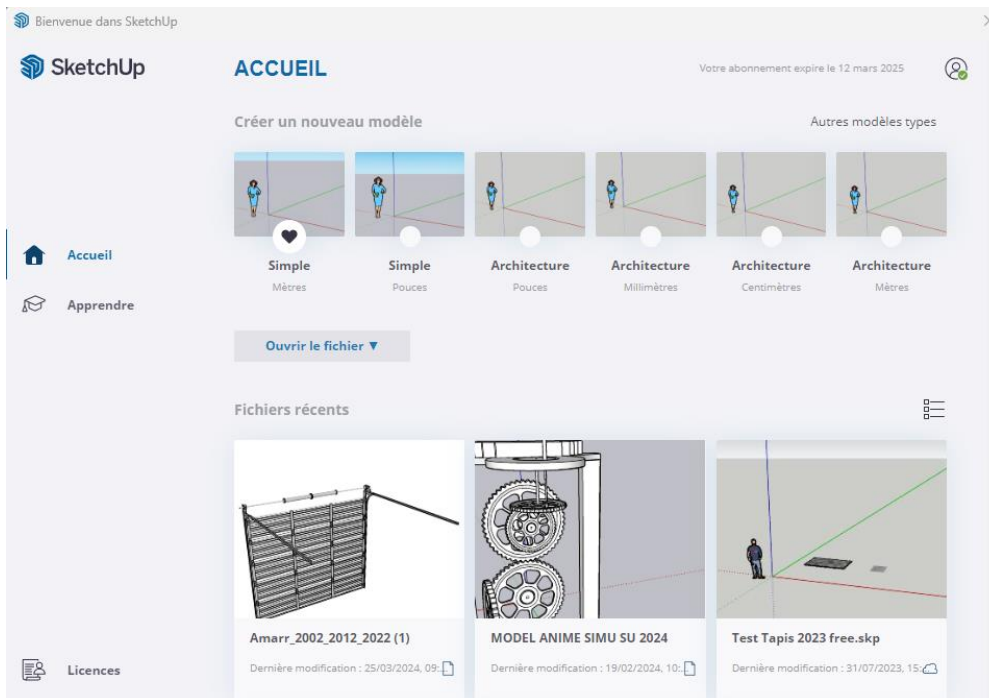 Bienvenue dans SketchUp
SketchUp
ACCUEIL
Votre abonnement expire le 12 mars 2025
Créer un nouveau modèle
Autres modèles types
Simple
Mètres
Simple
Pouces
Architecture
Pouces
Architecture
Millimètres
Architecture
Centimètres
Architecture
Mètres
Accueil
Apprendre
Ouvrir le fichier ▼
Fichiers récents
Amarr_2002_2012_2022 (1)
Dernière modification : 25/03/2024, 09:...
MODEL ANIME SIMU SU 2024
Dernière modification : 19/02/2024, 10:...
Test Tapis 2023 free.skp
Dernière modification : 31/07/2023, 15:...
Licences